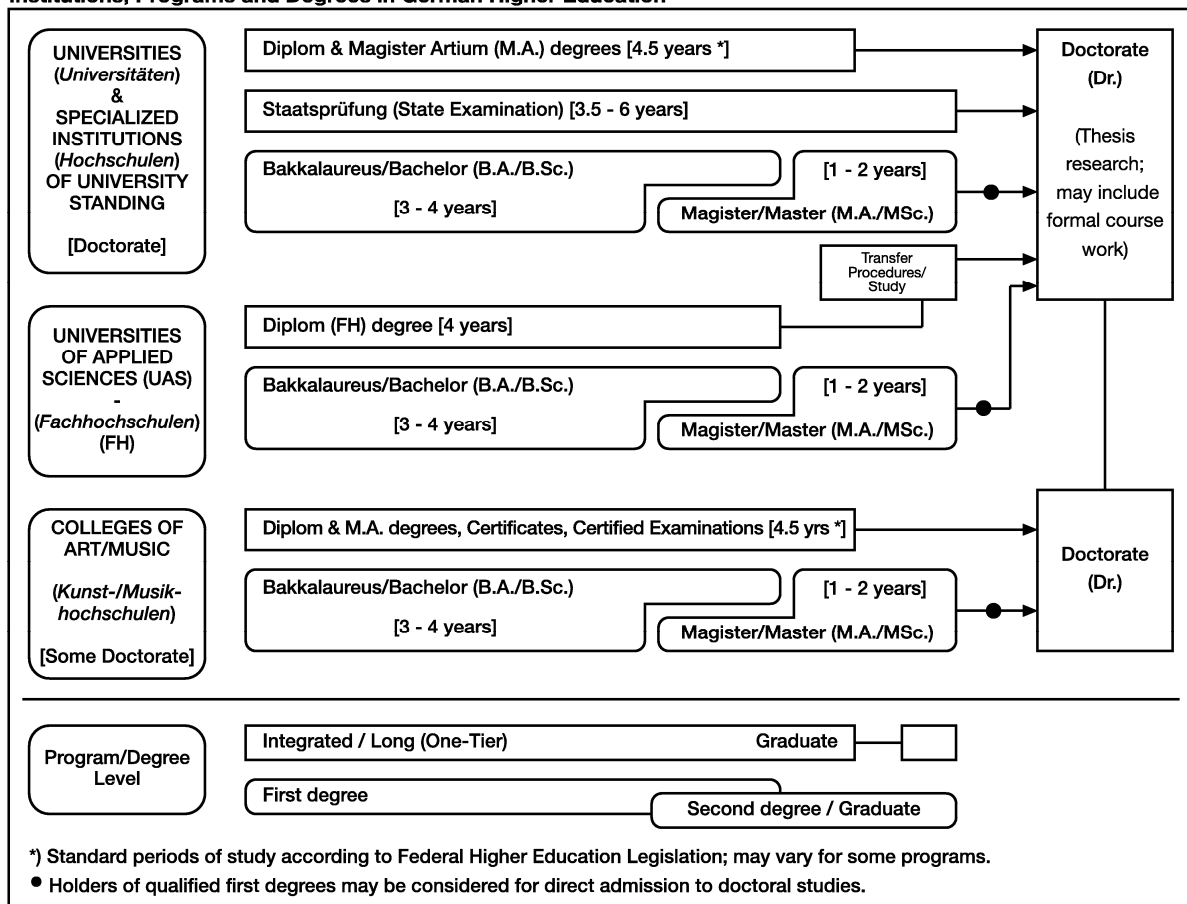 Institutions, Programs and Degrees in German Higher Education
UNIVERSITIES
(Universitäten)
&
SPECIALIZED
INSTITUTIONS
(Hochschulen)
OF UNIVERSITY
STANDING
[Doctorate]
Diplom & Magister Artium (M.A.) degrees [4.5 years *]
Staatsprüfung (State Examination) [3.5 - 6 years]
Bakkalaureus/Bachelor (B.A./B.Sc.)
[3 - 4 years]
[1 - 2 years]
Magister/Master (M.A./MSc.)
Transfer
Procedures/
Study
Doctorate
(Dr.)
(Thesis
research;
may include
formal course
work)
UNIVERSITIES
OF APPLIED
SCIENCES (UAS)
-
(Fachhochschulen)
(FH)
Diplom (FH) degree [4 years]
Bakkalaureus/Bachelor (B.A./B.Sc.)
[3 - 4 years]
[1 - 2 years]
Magister/Master (M.A./MSc.)
COLLEGES OF
ART/MUSIC
(Kunst-/Musik-
hochschulen)
[Some Doctorate]
Diplom & M.A. degrees, Certificates, Certified Examinations [4.5 yrs *]
Bakkalaureus/Bachelor (B.A./B.Sc.)
[3 - 4 years]
[1 - 2 years]
Magister/Master (M.A./MSc.)
Doctorate
(Dr.)
Program/Degree
Level
Integrated / Long (One-Tier) Graduate
First degree
Second degree / Graduate
*) Standard periods of study according to Federal Higher Education Legislation; may vary for some programs.
● Holders of qualified first degrees may be considered for direct admission to doctoral studies.